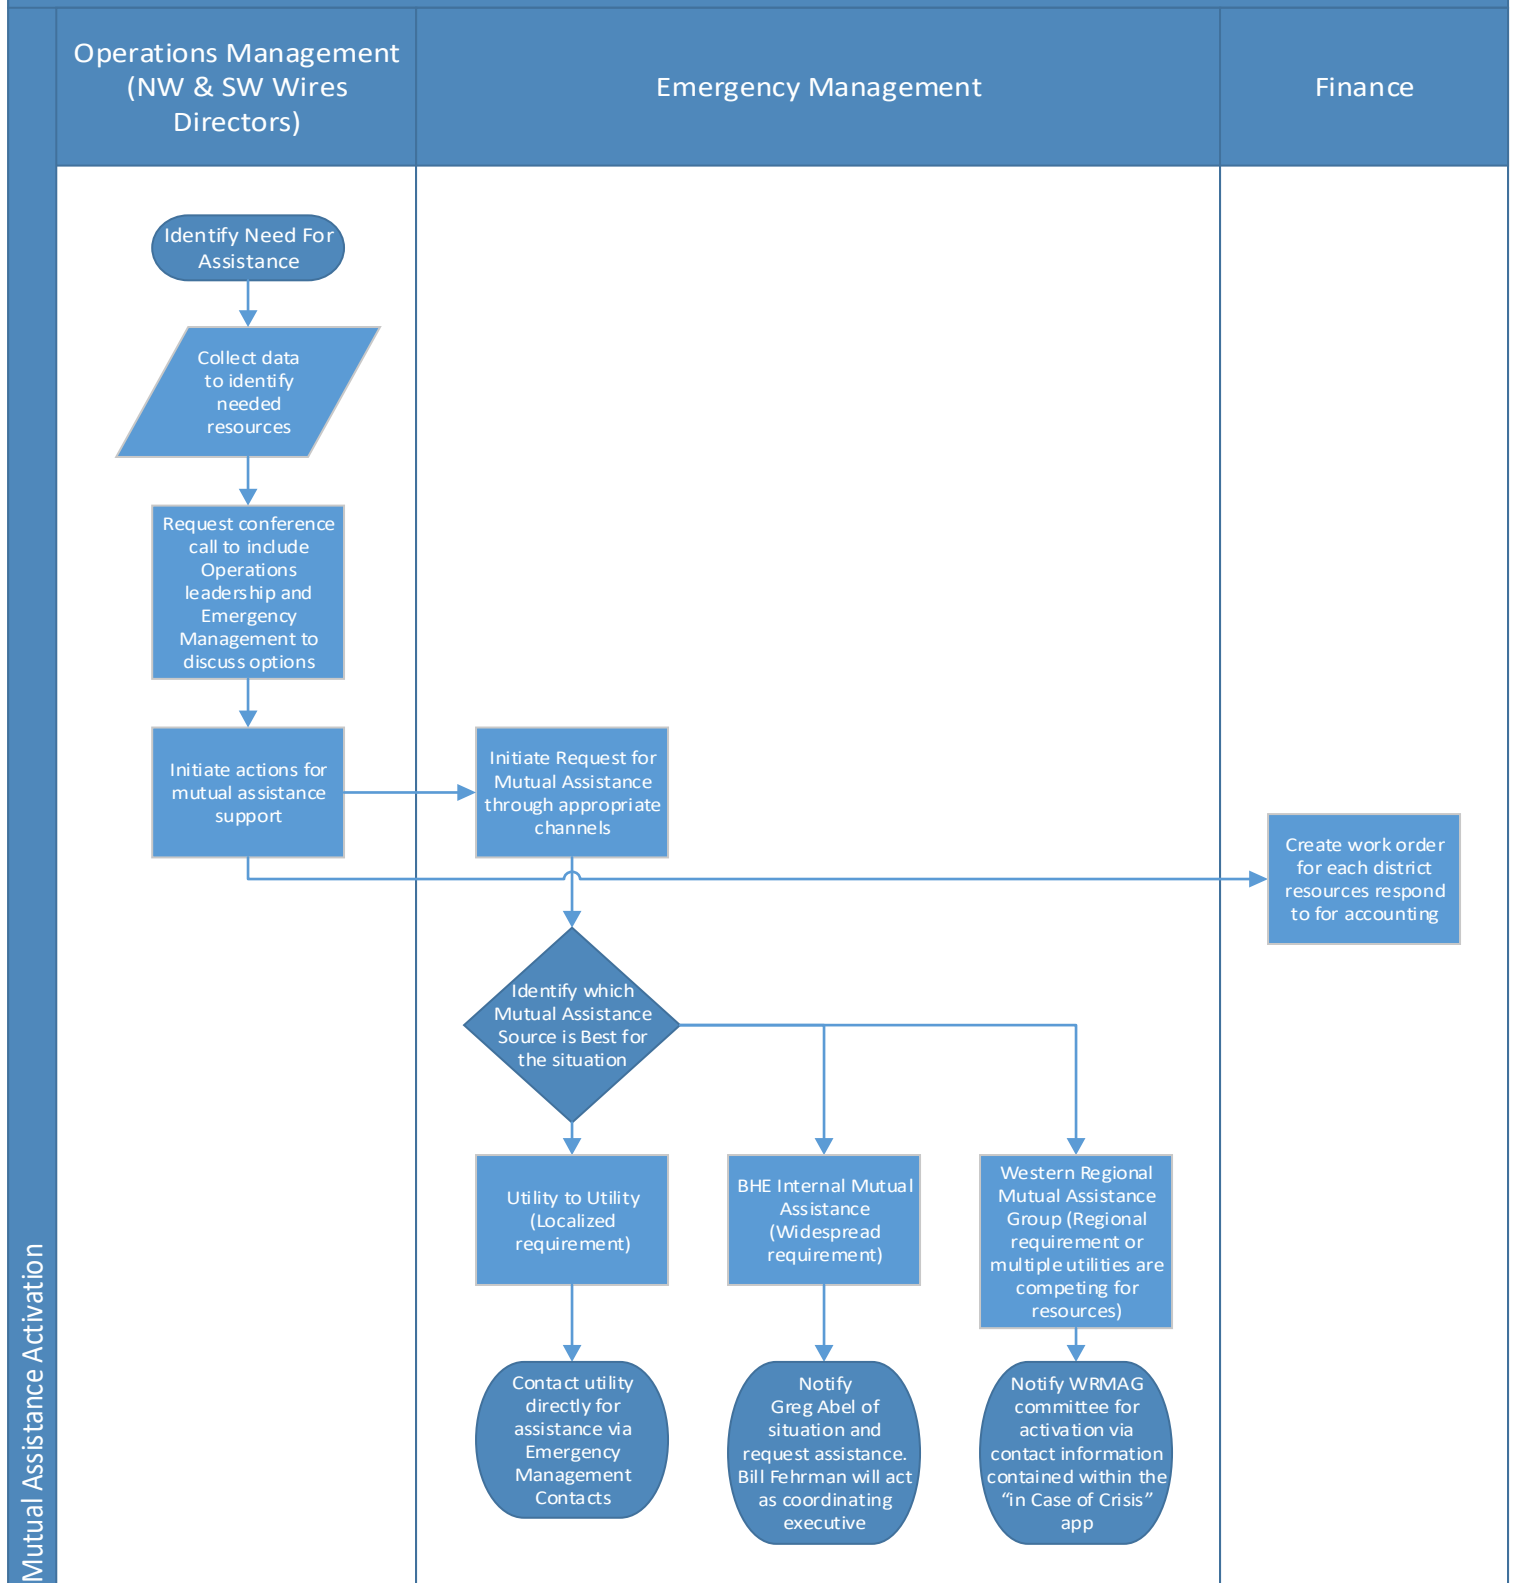 Operations Management
(NW & SW Wires
Directors)
Emergency Management
Finance
Identify Need For
Assistance
Collect data
to identify
needed
resources
Request conference
call to include
Operations
leadership and
Emergency
Management to
discuss options
Initiate actions for
mutual assistance
support
Initiate Request for
Mutual Assistance
through appropriate
channels
Create work order
for each district
resources respond
to for accounting
Identify which
Mutual Assistance
Source is Best for
the situation
Utility to Utility
(Localized
requirement)
BHE Internal Mutual
Assistance
(Widespread
requirement)
Western Regional
Mutual Assistance
Group (Regional
requirement or
multiple utilities are
competing for
resources)
Contact utility
directly for
assistance via
Emergency
Management
Contacts
Notify
Greg Abel of
situation and
request assistance.
Bill Fehrman will act
as coordinating
executive
Notify WRMAG
committee for
activation via
contact information
contained within the
“in Case of Crisis”
app
Mutual Assistance Activation